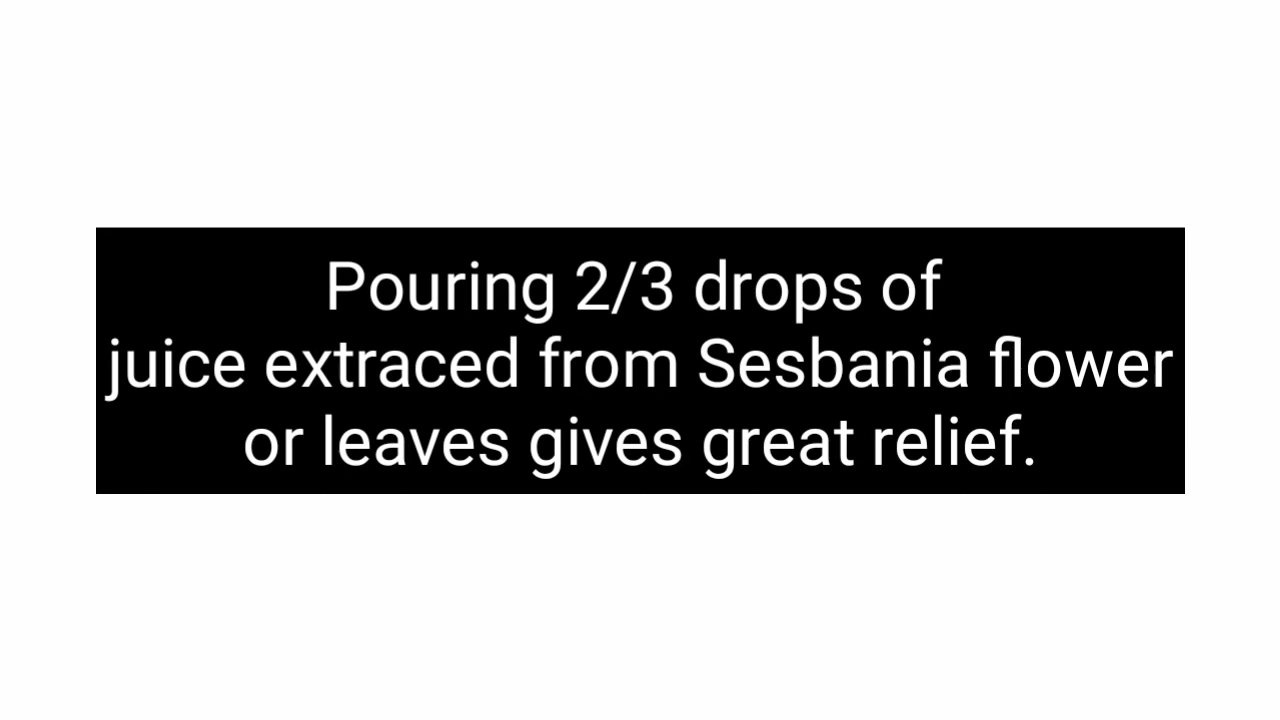 Pouring 2/3 drops of
juice extraced from Sesbania flower
or leaves gives great relief.